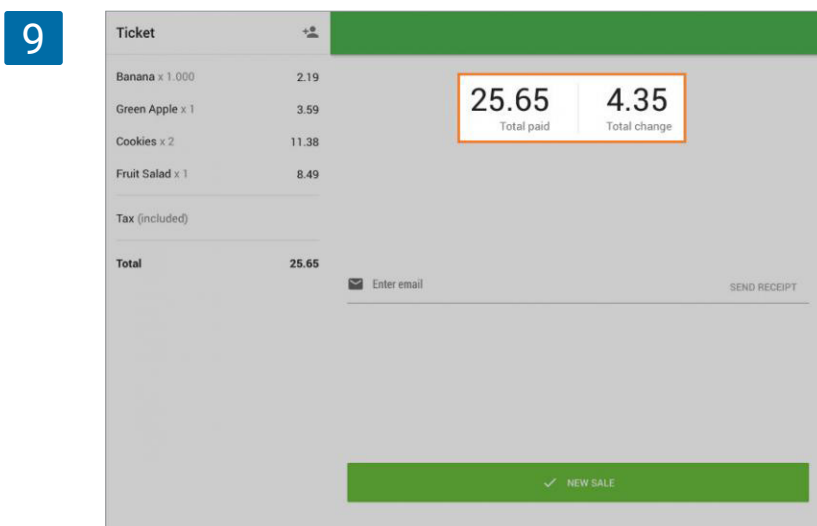 9
Ticket
Banana x 1.000 2.19
Green Apple x 1 3.59
Cookies x 2 11.38
Fruit Salad x 1 8.49
Tax (included)
Total 25.65
25.65 4.35
Total paid Total change
Enter email SEND RECEIPT
NEW SALE